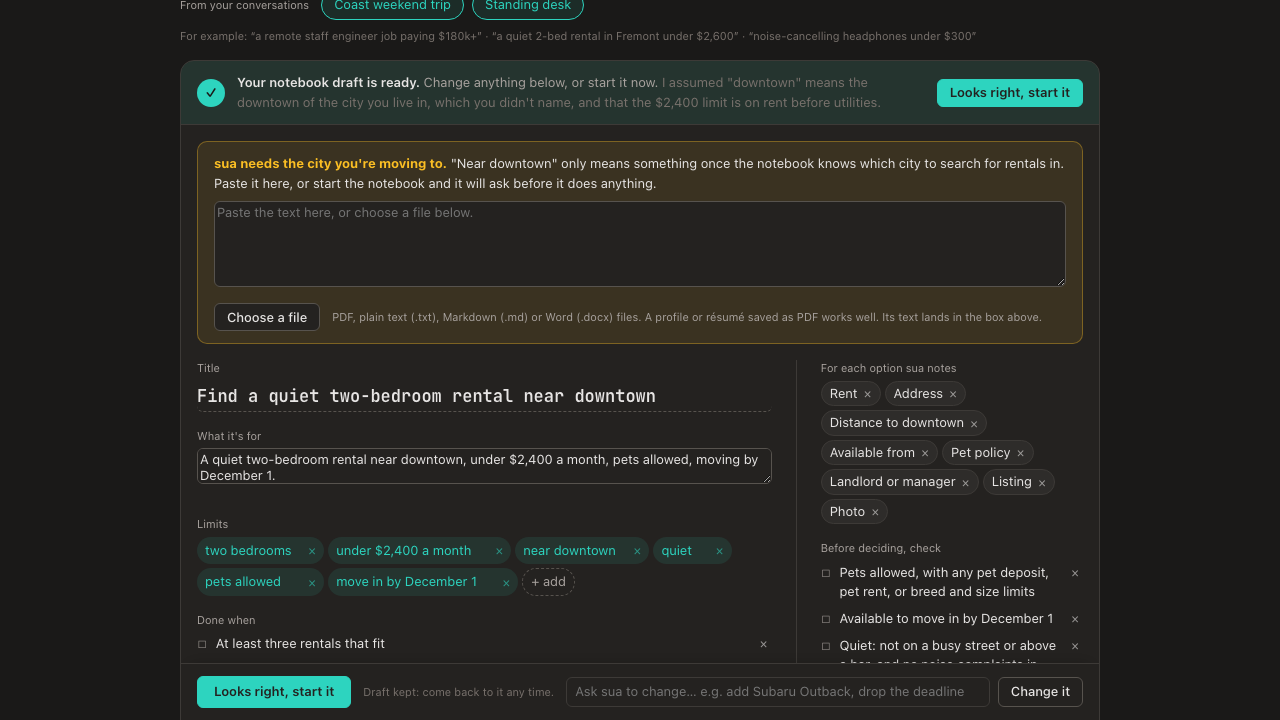 From your conversations Coast weekend trip Standing desk
For example: “a remote staff engineer job paying $180k+” · “a quiet 2-bed rental in Fremont under $2,600” · “noise-cancelling headphones under $300”
Your notebook draft is ready. Change anything below, or start it now. I assumed "downtown" means the
downtown of the city you live in, which you didn't name, and that the $2,400 limit is on rent before utilities.
Looks right, start it
sua needs the city you're moving to. "Near downtown" only means something once the notebook knows which city to search for rentals in.
Paste it here, or start the notebook and it will ask before it does anything.
Paste the text here, or choose a file below.
Choose a file PDF, plain text (.txt), Markdown (.md) or Word (.docx) files. A profile or résumé saved as PDF works well. Its text lands in the box above.
Title
Find a quiet two-bedroom rental near downtown
What it's for
A quiet two-bedroom rental near downtown, under $2,400 a month, pets allowed, moving by
December 1.
Limits
two bedrooms × under $2,400 a month × near downtown × quiet ×
pets allowed × move in by December 1 × + add
Done when
At least three rentals that fit ×
For each option sua notes
Rent × Address ×
Distance to downtown ×
Available from × Pet policy ×
Landlord or manager × Listing ×
Photo ×
Before deciding, check
Pets allowed, with any pet deposit, ×
pet rent, or breed and size limits
Available to move in by December 1 ×
Quiet: not on a busy street or above ×
a bar, and no noise complaints in
Looks right, start it Draft kept: come back to it any time. Ask sua to change... e.g. add Subaru Outback, drop the deadline Change it